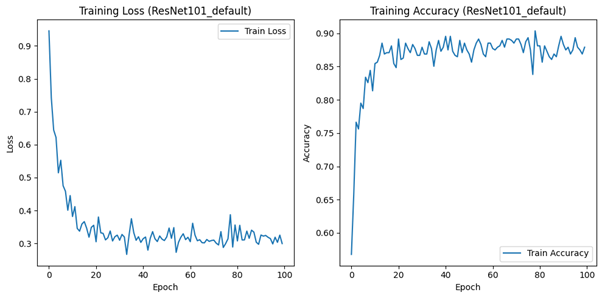 Training Loss (ResNet101_default)
Train Loss
0.9
0.8
0.7
0.6
0.5
0.4
0.3
Loss
0 20 40 60 80 100
Epoch
Training Accuracy (ResNet101_default)
0.90
0.85
0.80
0.75
0.70
0.65
0.60
Accuracy
Train Accuracy
0 20 40 60 80 100
Epoch